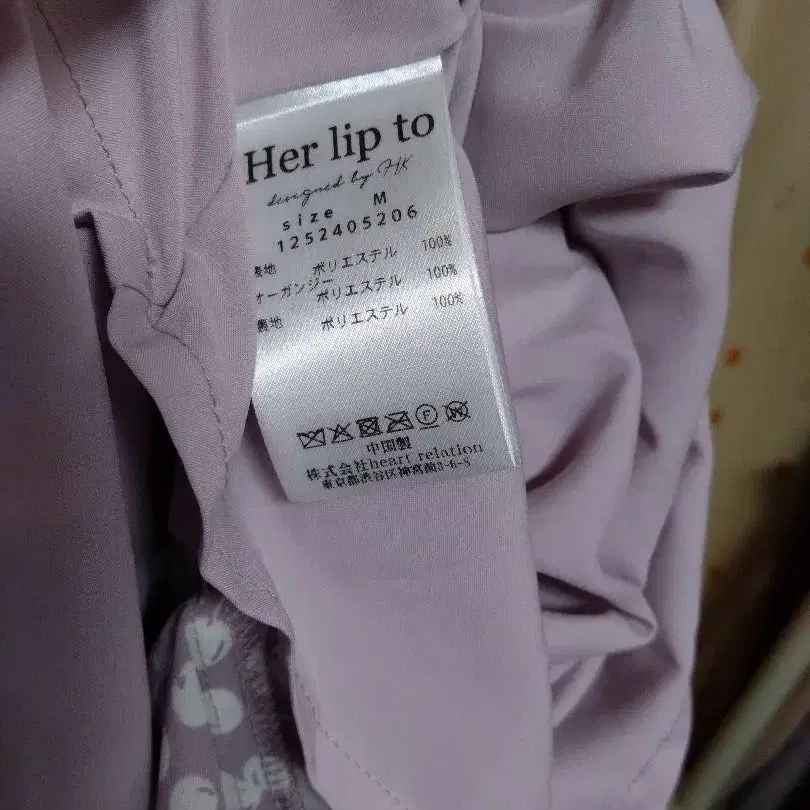 Her lip to
designed by HK
size M
1252405206
表地 ポリエステル 100%
オーガンジー ポリエステル 100%
裏地 ポリエステル 100%
中国製
株式会社heart relation
東京都渋谷区神宮前3-6-8